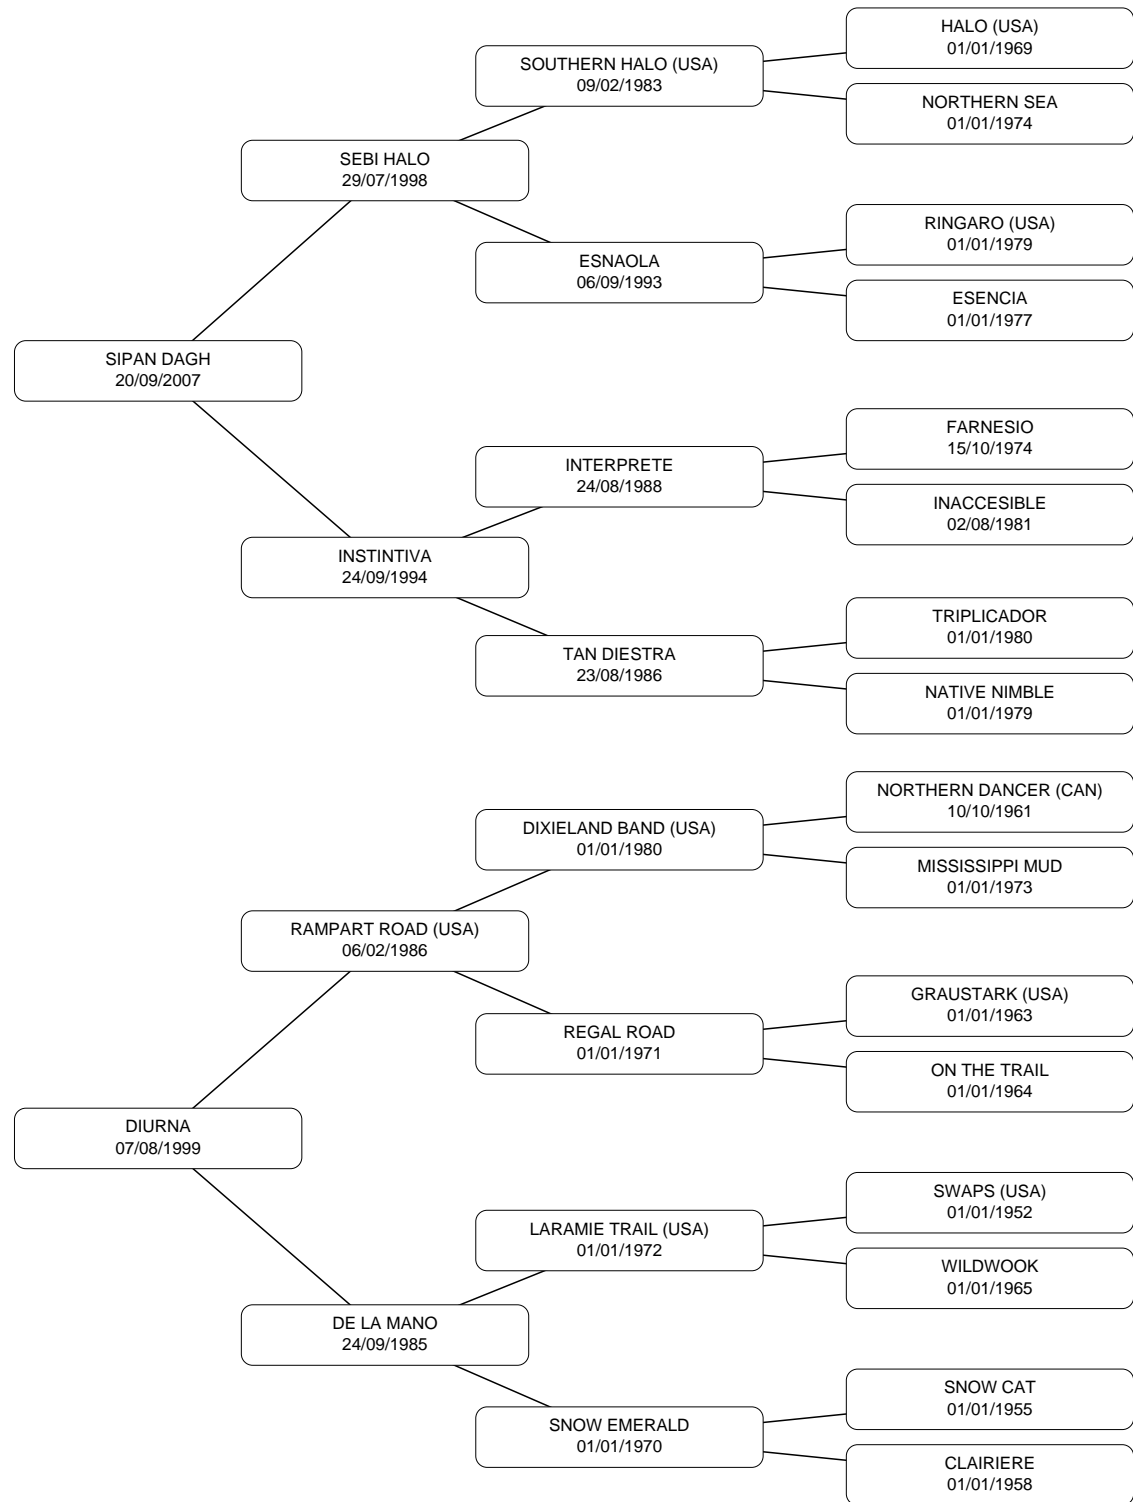 HALO (USA)
01/01/1969
SOUTHERN HALO (USA)
09/02/1983
NORTHERN SEA
01/01/1974
SEBI HALO
29/07/1998
RINGARO (USA)
01/01/1979
ESNAOLA
06/09/1993
ESENCIA
01/01/1977
SIPAN DAGH
20/09/2007
FARNESIO
15/10/1974
INTERPRETE
24/08/1988
INACCESIBLE
02/08/1981
INSTINTIVA
24/09/1994
TRIPLICADOR
01/01/1980
TAN DIESTRA
23/08/1986
NATIVE NIMBLE
01/01/1979
NORTHERN DANCER (CAN)
10/10/1961
DIXIELAND BAND (USA)
01/01/1980
MISSISSIPPI MUD
01/01/1973
RAMPART ROAD (USA)
06/02/1986
GRAUSTARK (USA)
01/01/1963
REGAL ROAD
01/01/1971
ON THE TRAIL
01/01/1964
DIURNA
07/08/1999
SWAPS (USA)
01/01/1952
LARAMIE TRAIL (USA)
01/01/1972
WILDWOOK
01/01/1965
DE LA MANO
24/09/1985
SNOW CAT
01/01/1955
SNOW EMERALD
01/01/1970
CLAIRIERE
01/01/1958